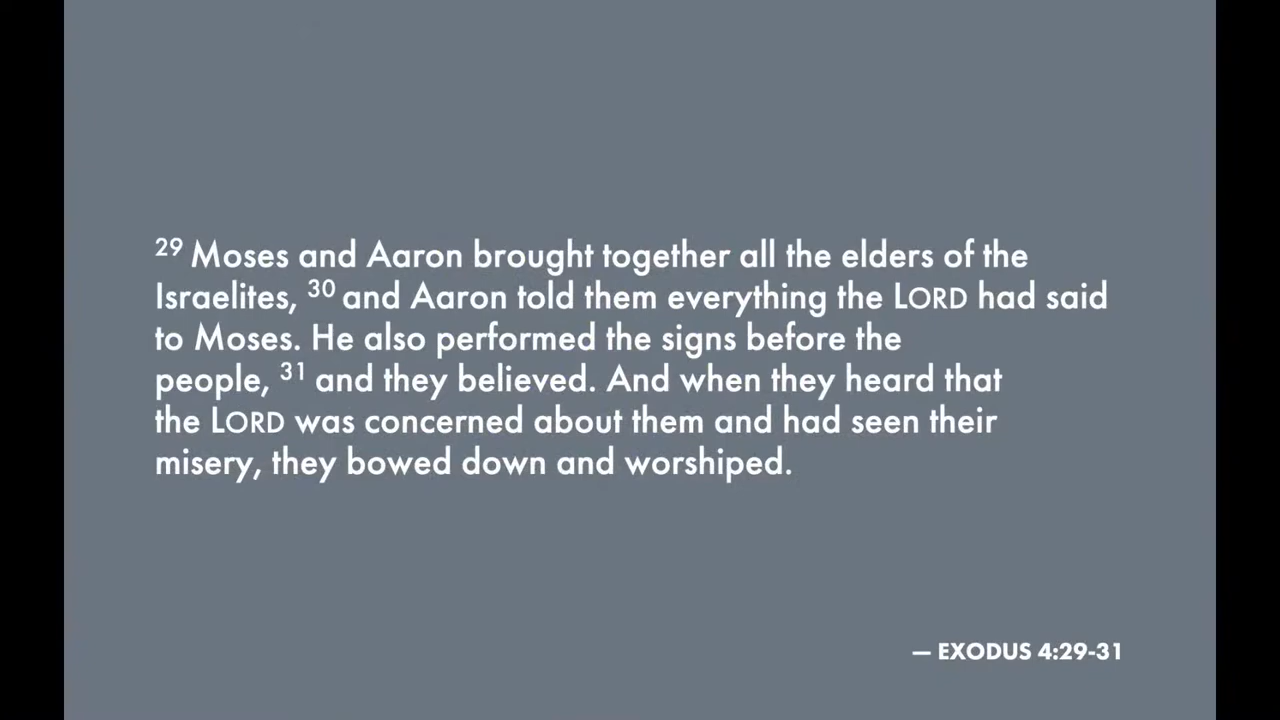 29 Moses and Aaron brought together all the elders of the
Israelites, 30 and Aaron told them everything the LORD had said
to Moses. He also performed the signs before the
people, 31 and they believed. And when they heard that
the LORD was concerned about them and had seen their
misery, they bowed down and worshiped.
— EXODUS 4:29-31